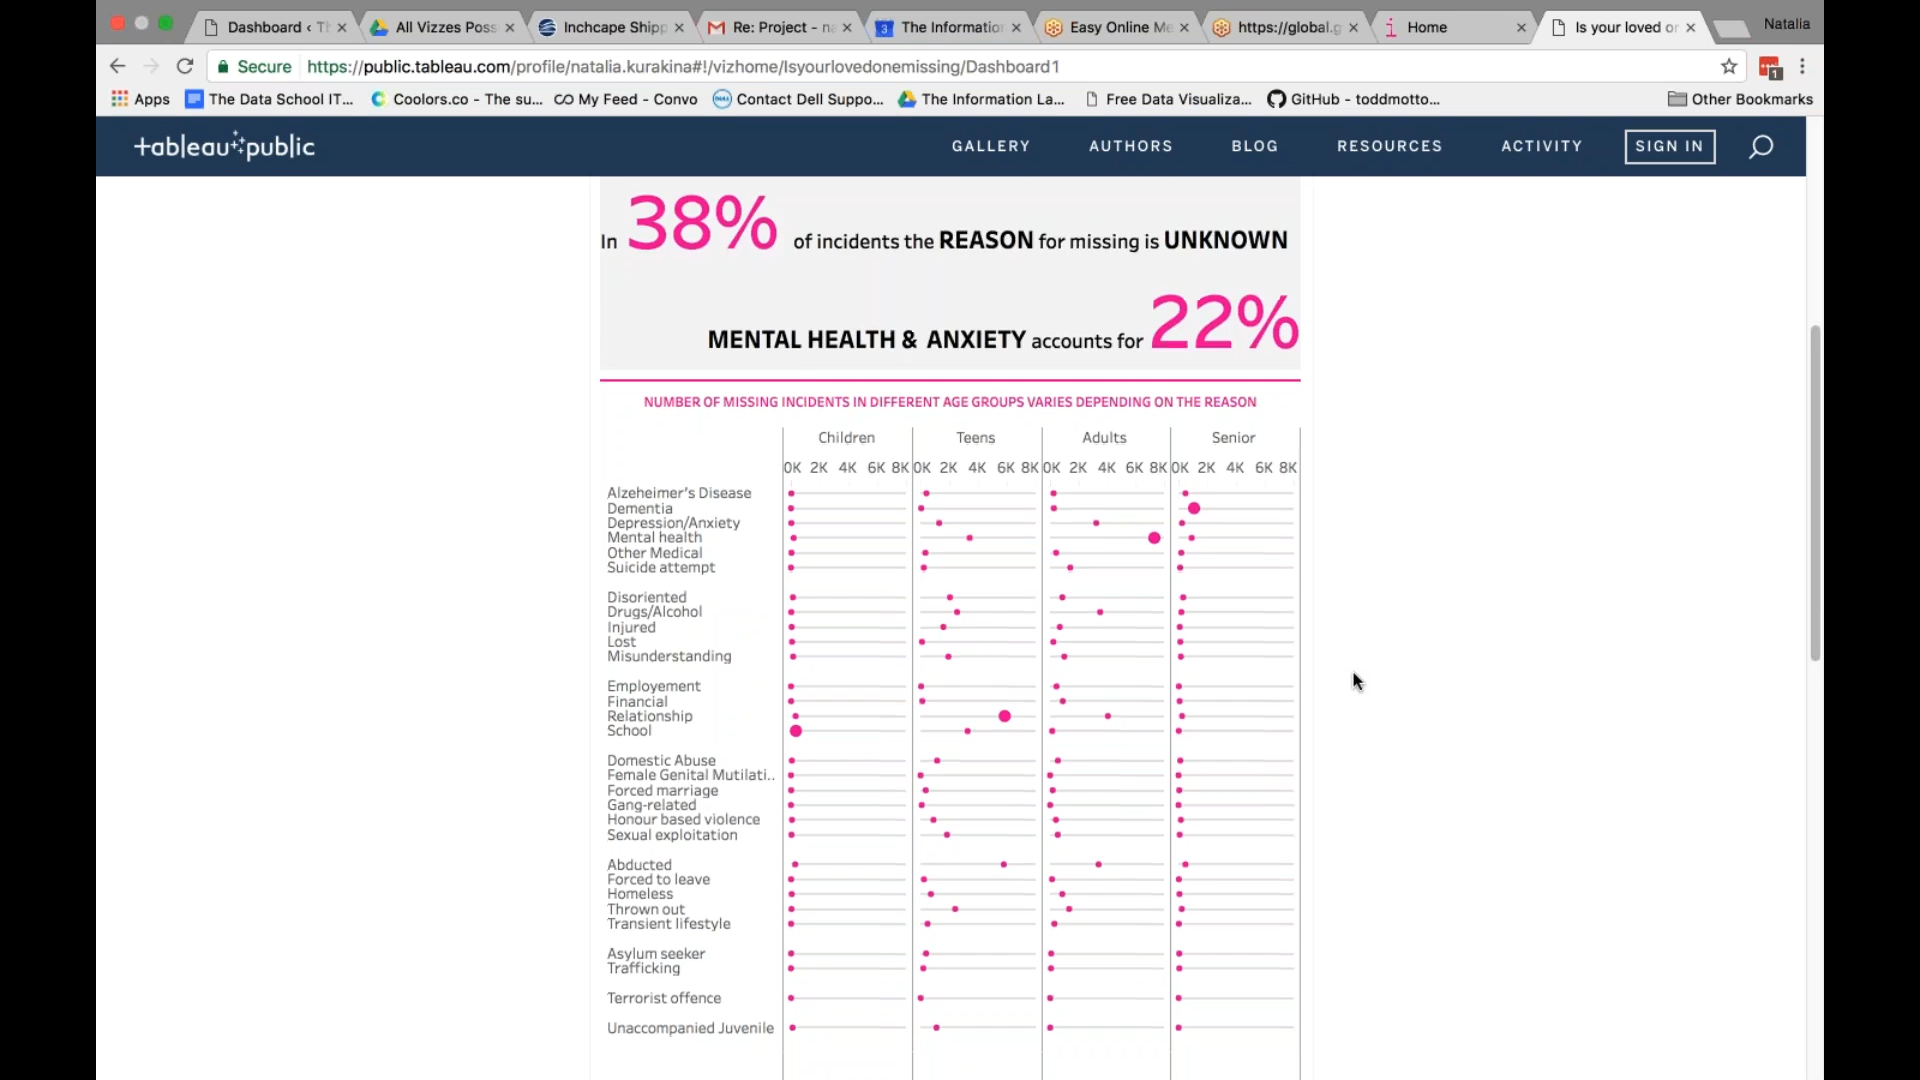 Dashboard ‹ Th
All Vizzes Poss
Inchcape Shipp
Re: Project - na
3
The Information
Easy Online Me
https://global.g
Home
Is your loved or
Natalia
Secure
https://public.tableau.com/profile/natalia.kurakina#!/vizhome/Isyourlovedonemissing/Dashboard1
1
Apps
The Data School IT...
Coolors.co - The su...
My Feed - Convo
DELL
Contact Dell Suppo...
The Information La...
Free Data Visualiza...
GitHub - toddmotto...
Other Bookmarks
+ableau public
GALLERY
AUTHORS
BLOG
RESOURCES
ACTIVITY
SIGN IN
In 38% of incidents the REASON for missing is UNKNOWN
MENTAL HEALTH & ANXIETY accounts for 22%
NUMBER OF MISSING INCIDENTS IN DIFFERENT AGE GROUPS VARIES DEPENDING ON THE REASON
Children Teens Adults Senior
0K 2K 4K 6K 8K 0K 2K 4K 6K 8K 0K 2K 4K 6K 8K 0K 2K 4K 6K 8K
Alzeheimer's Disease
Dementia
Depression/Anxiety
Mental health
Other Medical
Suicide attempt
Disoriented
Drugs/Alcohol
Injured
Lost
Misunderstanding
Employement
Financial
Relationship
School
Domestic Abuse
Female Genital Mutilati..
Forced marriage
Gang-related
Honour based violence
Sexual exploitation
Abducted
Forced to leave
Homeless
Thrown out
Transient lifestyle
Asylum seeker
Trafficking
Terrorist offence
Unaccompanied Juvenile